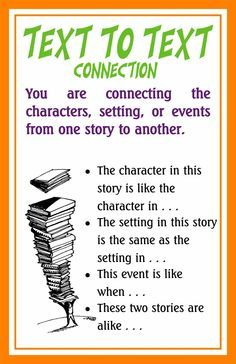 TEXT TO TEXT
CONNECTION
You are connecting the
characters, setting, or events
from one story to another.
• The character in this
story is like the
character in . . .
• The setting in this story
is the same as the
setting in . . .
• This event is like
when . . .
• These two stories are
alike . . .